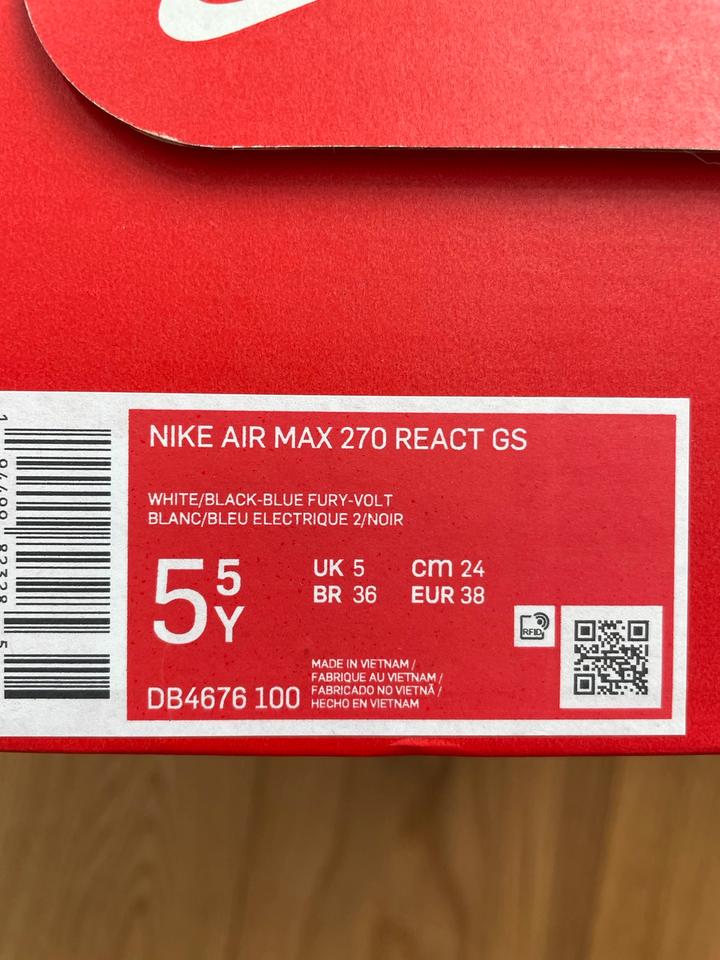 NIKE AIR MAX 270 REACT GS
WHITE/BLACK-BLUE FURY-VOLT
BLANC/BLEU ELECTRIQUE 2/NOIR
5 5 Y
UK 5 cm 24
BR 36 EUR 38
RFID
DB4676 100
MADE IN VIETNAM /
FABRIQUE AU VIETNAM /
FABRICADO NO VIETNÃ /
HECHO EN VIETNAM